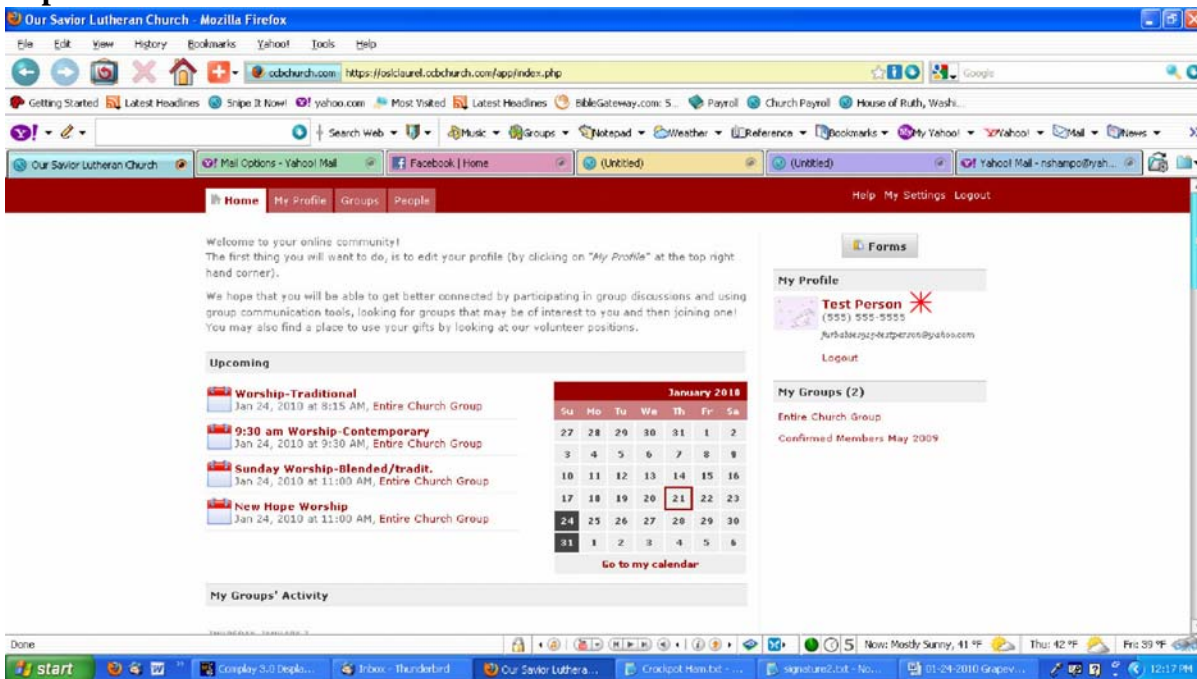 Our Savior Lutheran Church - Mozilla Firefox
File Edit View History Bookmarks Yahoo! Tools Help
ccbchurch.com https://oslclaurel.ccbchurch.com/app/index.php Google
Getting Started Latest Headlines Snipe It Now! yahoo.com Most Visited Latest Headlines BibleGateway.com: S... Payroll Church Payroll House of Ruth, Washi...
Search Web Music Groups Notepad Weather Reference Bookmarks My Yahoo! Yahoo! Mail News
Our Savior Lutheran Church Mail Options - Yahoo! Mail Facebook | Home (Untitled) (Untitled) Yahoo! Mail - nshampo@yah...
Home My Profile Groups People Help My Settings Logout
Welcome to your online community!
The first thing you will want to do, is to edit your profile (by clicking on "My Profile" at the top right
hand corner).
We hope that you will be able to get better connected by participating in group discussions and using
group communication tools, looking for groups that may be of interest to you and then joining one!
You may also find a place to use your gifts by looking at our volunteer positions.
Upcoming
Worship-Traditional
Jan 24, 2010 at 8:15 AM, Entire Church Group
9:30 am Worship-Contemporary
Jan 24, 2010 at 9:30 AM, Entire Church Group
Sunday Worship-Blended/tradit.
Jan 24, 2010 at 11:00 AM, Entire Church Group
New Hope Worship
Jan 24, 2010 at 11:00 AM, Entire Church Group
January 2010
Su Mo Tu We Th Fr Sa
27 28 29 30 31 1 2
3 4 5 6 7 8 9
10 11 12 13 14 15 16
17 18 19 20 21 22 23
24 25 26 27 28 29 30
31 1 2 3 4 5 6
Go to my calendar
My Groups' Activity
Forms
My Profile
Test Person
(555) 555-5555
Logout
My Groups (2)
Entire Church Group
Confirmed Members May 2009
Done Now: Mostly Sunny, 41 °F Thu: 42 °F Fri: 39 °F
start Complay 3.0 Displa... Inbox - Thunderbird Our Savior Luthera... Crockpot Ham.txt - ... signature2.txt - No... 01-24-2010 Grapev... 12:17 PM